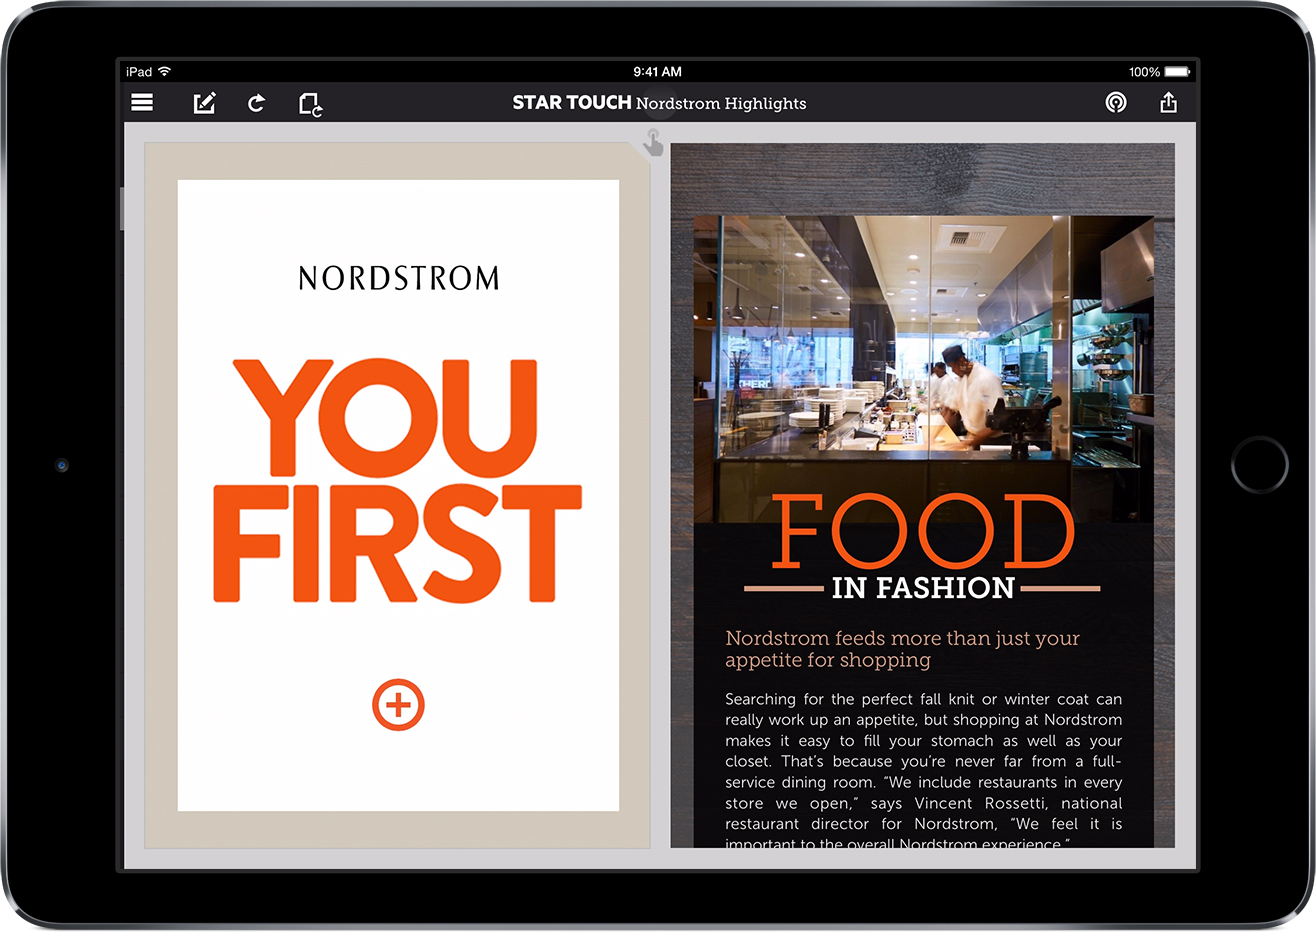 iPad
9:41 AM
100%
STAR TOUCH Nordstrom Highlights
NORDSTROM
YOU
FIRST
FOOD
IN FASHION
Nordstrom feeds more than just your
appetite for shopping
Searching for the perfect fall knit or winter coat can
really work up an appetite, but shopping at Nordstrom
makes it easy to fill your stomach as well as your
closet. That’s because you’re never far from a full-
service dining room. “We include restaurants in every
store we open,” says Vincent Rossetti, national
restaurant director for Nordstrom, “We feel it is
important to the overall Nordstrom experience.”